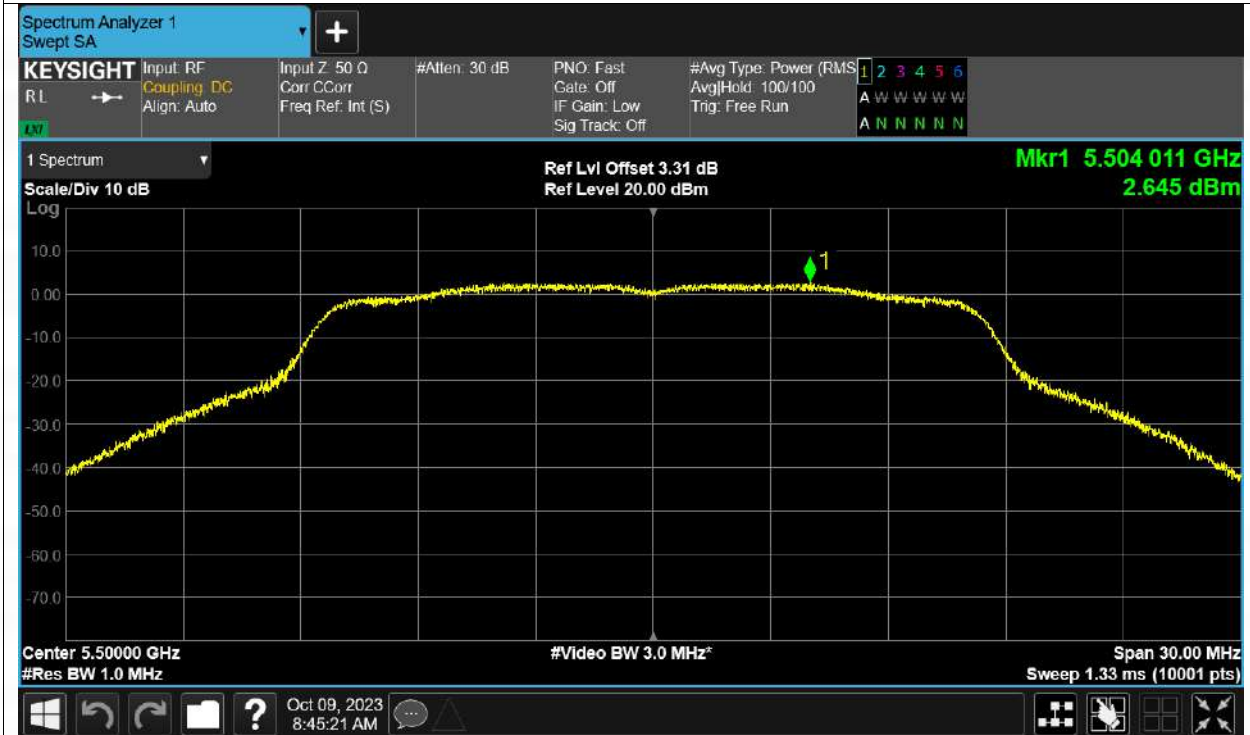 Spectrum Analyzer 1
Swept SA
+
KEYSIGHT Input: RF Input Z: 50 Ω #Atten: 30 dB PNO: Fast #Avg Type: Power (RMS 1 2 3 4 5 6
RL Coupling: DC Corr CCorr Gate: Off Avg|Hold: 100/100 A W W W W W
Align: Auto Freq Ref: Int (S) IF Gain: Low Trig: Free Run
LXI Sig Track: Off A N N N N N
1 Spectrum Ref Lvl Offset 3.31 dB Mkr1 5.504 011 GHz
Scale/Div 10 dB Ref Level 20.00 dBm 2.645 dBm
Log
10.0
1
0.00
-10.0
-20.0
-30.0
-40.0
-50.0
-60.0
-70.0
Center 5.50000 GHz #Video BW 3.0 MHz* Span 30.00 MHz
#Res BW 1.0 MHz Sweep 1.33 ms (10001 pts)
? Oct 09, 2023
8:45:21 AM